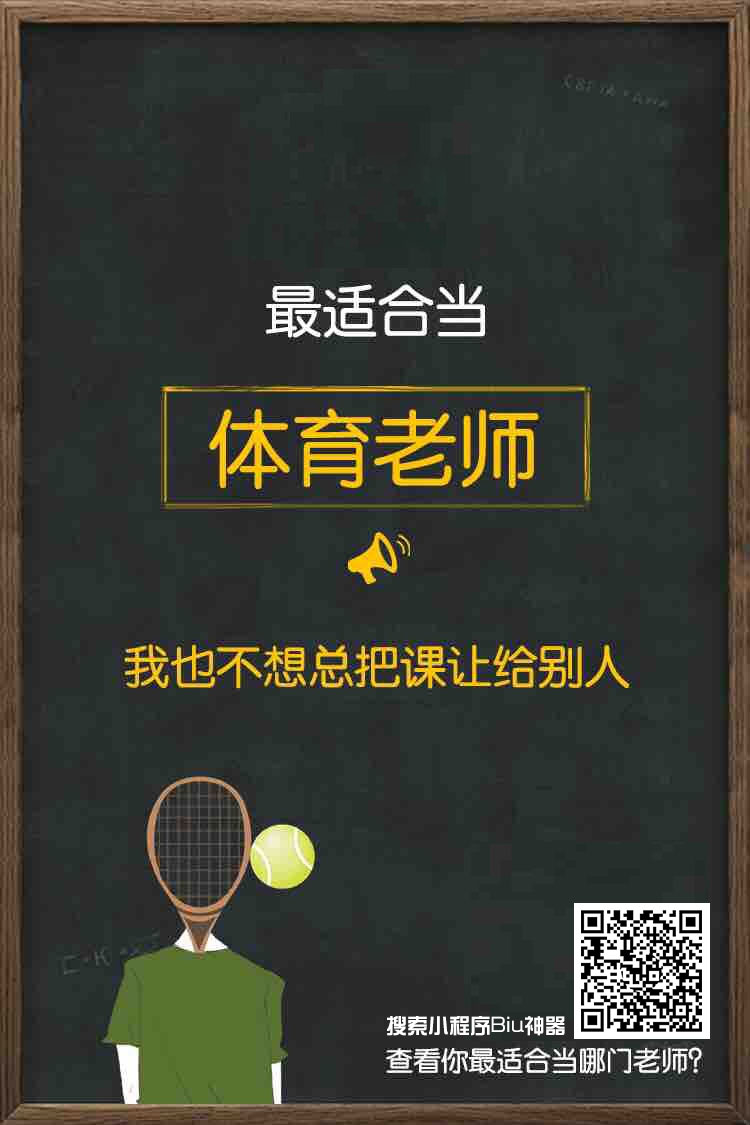 最适合当
体育老师
我也不想总把课让给别人
搜索小程序Biu神器
查看你最适合当哪门老师？